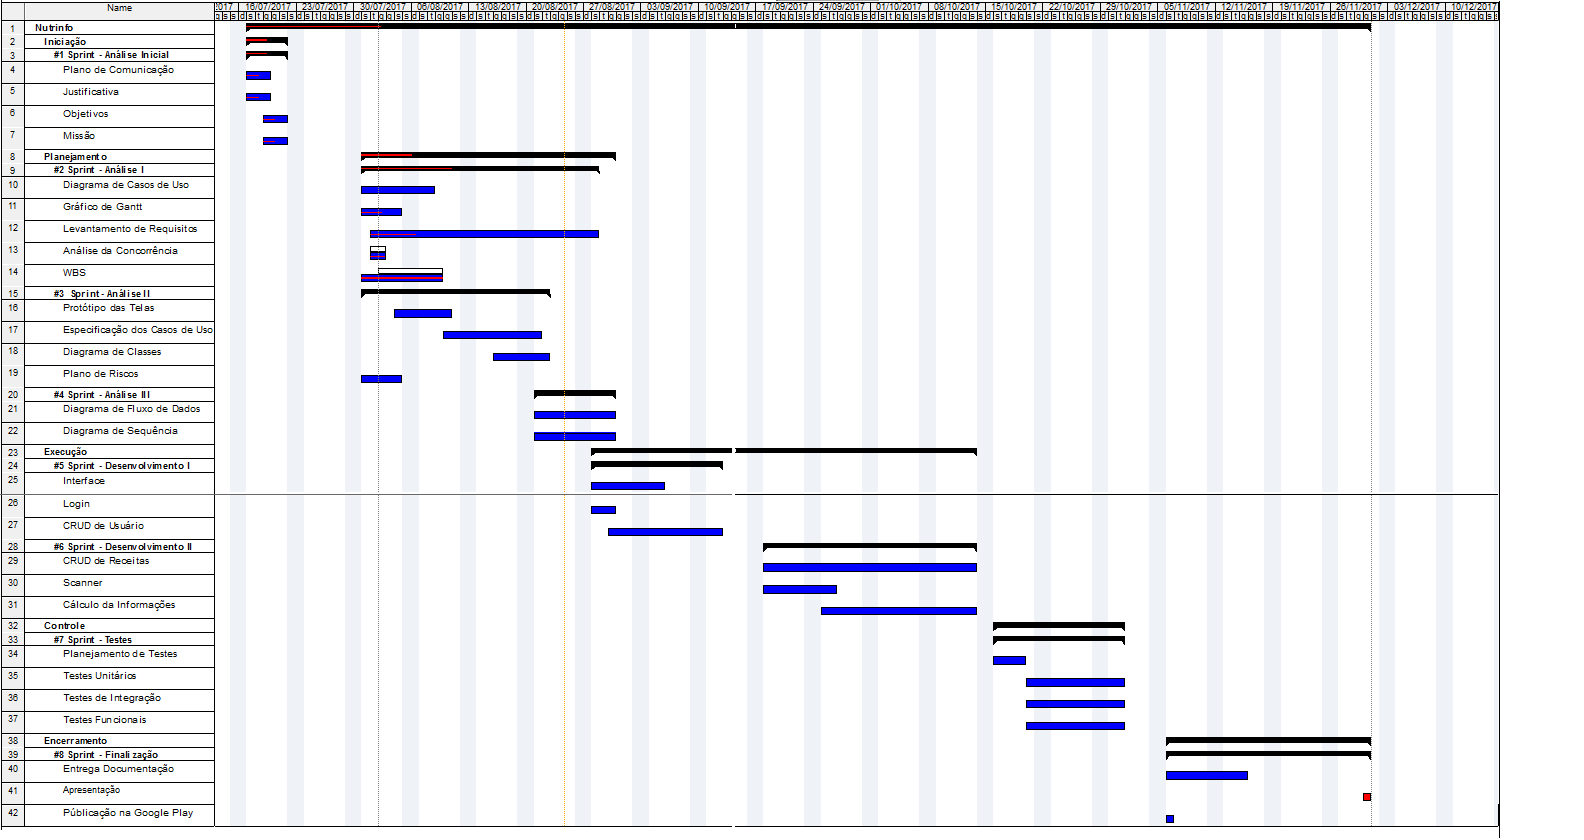 Name
2017 16/07/2017 23/07/2017 30/07/2017 06/08/2017 13/08/2017 20/08/2017 27/08/2017 03/09/2017 10/09/2017 17/09/2017 24/09/2017 01/10/2017 08/10/2017 15/10/2017 22/10/2017 29/10/2017 05/11/2017 12/11/2017 19/11/2017 26/11/2017 03/12/2017 10/12/2017
1 Nutrinfo
2 Iniciação
3 #1 Sprint - Análise Inicial
4 Plano de Comunicação
5 Justificativa
6 Objetivos
7 Missão
8 Planejamento
9 #2 Sprint - Análise I
10 Diagrama de Casos de Uso
11 Gráfico de Gantt
12 Levantamento de Requisitos
13 Análise da Concorrência
14 WBS
15 #3 Sprint - Análise II
16 Protótipo das Telas
17 Especificação dos Casos de Uso
18 Diagrama de Classes
19 Plano de Riscos
20 #4 Sprint - Análise III
21 Diagrama de Fluxo de Dados
22 Diagrama de Sequência
23 Execução
24 #5 Sprint - Desenvolvimento I
25 Interface
26 Login
27 CRUD de Usuário
28 #6 Sprint - Desenvolvimento II
29 CRUD de Receitas
30 Scanner
31 Cálculo da Informações
32 Controle
33 #7 Sprint - Testes
34 Planejamento de Testes
35 Testes Unitários
36 Testes de Integração
37 Testes Funcionais
38 Encerramento
39 #8 Sprint - Finalização
40 Entrega Documentação
41 Apresentação
42 Públicação na Google Play